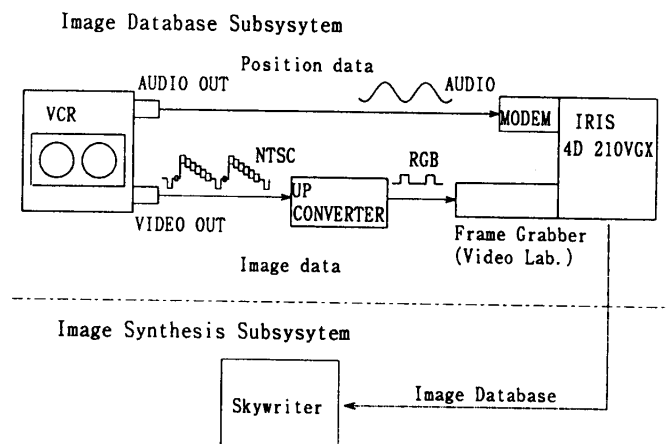 Image Database Subsysytem
Position data
AUDIO OUT
AUDIO
VCR
MODEM
IRIS
4D 210VGX
NTSC
RGB
UP
CONVERTER
VIDEO OUT
Frame Grabber
(Video Lab.)
Image data
Image Synthesis Subsysytem
Image Database
Skywriter